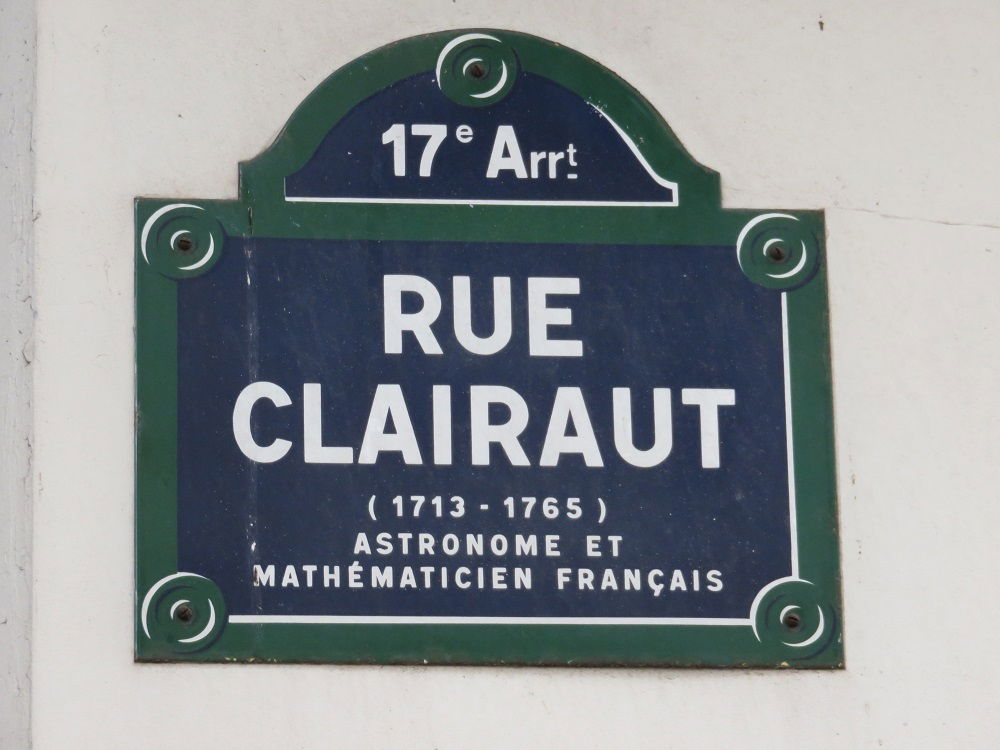 17e Arrt
RUE
CLAIRAUT
( 1713 - 1765 )
ASTRONOME ET
MATHÉMATICIEN FRANÇAIS